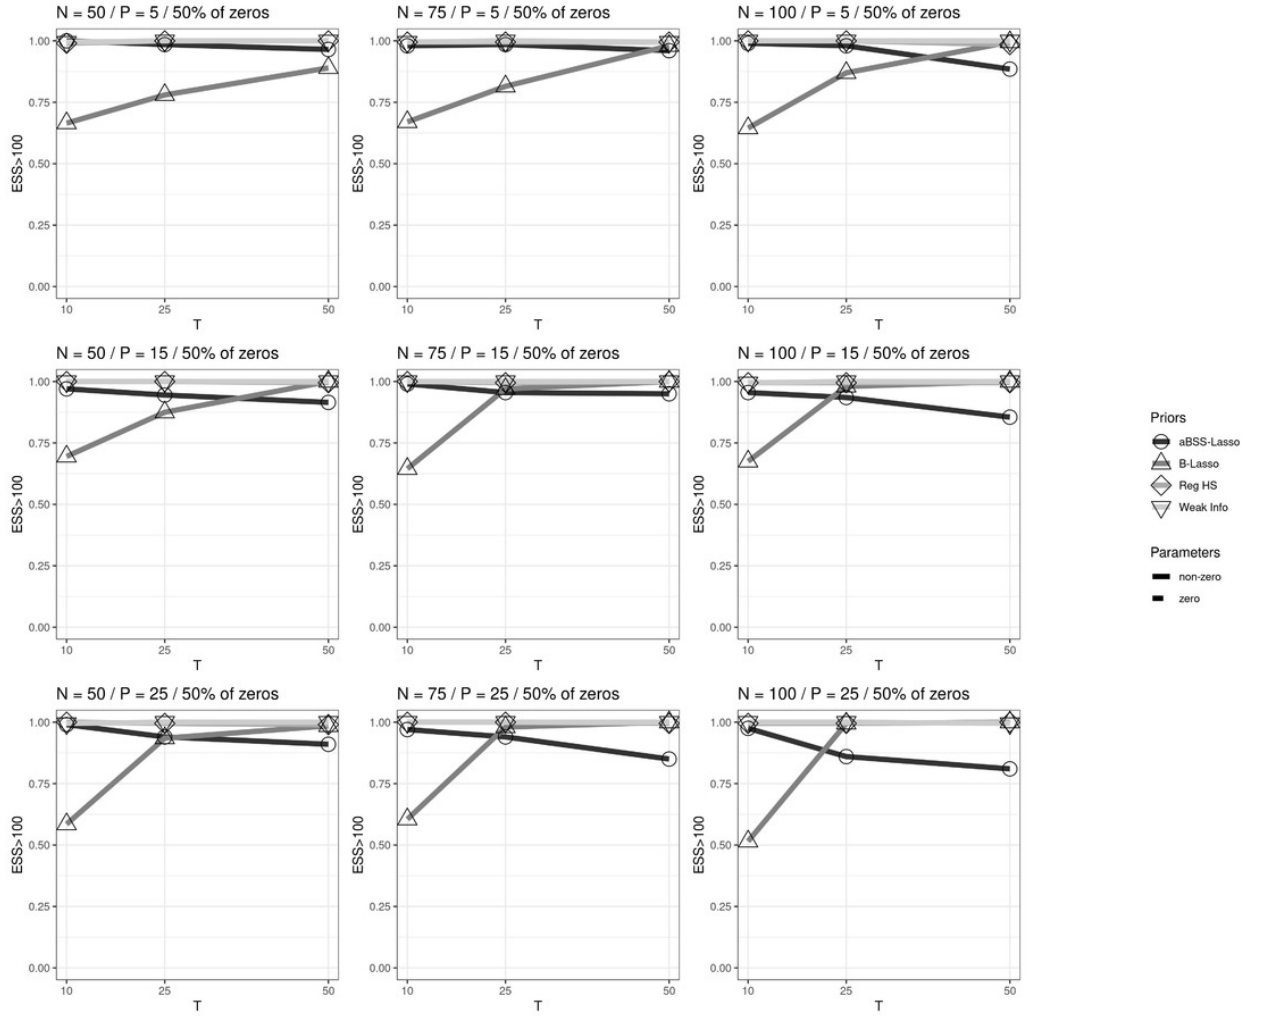 N = 50 / P = 5 / 50% of zeros
ESS>100
1.00
0.75
0.50
0.25
0.00
10 25 50
T
N = 75 / P = 5 / 50% of zeros
ESS>100
1.00
0.75
0.50
0.25
0.00
10 25 50
T
N = 100 / P = 5 / 50% of zeros
ESS>100
1.00
0.75
0.50
0.25
0.00
10 25 50
T
N = 50 / P = 15 / 50% of zeros
ESS>100
1.00
0.75
0.50
0.25
0.00
10 25 50
T
N = 75 / P = 15 / 50% of zeros
ESS>100
1.00
0.75
0.50
0.25
0.00
10 25 50
T
N = 100 / P = 15 / 50% of zeros
ESS>100
1.00
0.75
0.50
0.25
0.00
10 25 50
T
N = 50 / P = 25 / 50% of zeros
ESS>100
1.00
0.75
0.50
0.25
0.00
10 25 50
T
N = 75 / P = 25 / 50% of zeros
ESS>100
1.00
0.75
0.50
0.25
0.00
10 25 50
T
N = 100 / P = 25 / 50% of zeros
ESS>100
1.00
0.75
0.50
0.25
0.00
10 25 50
T
Priors
aBSS-Lasso
B-Lasso
Reg HS
Weak Info
Parameters
non-zero
zero